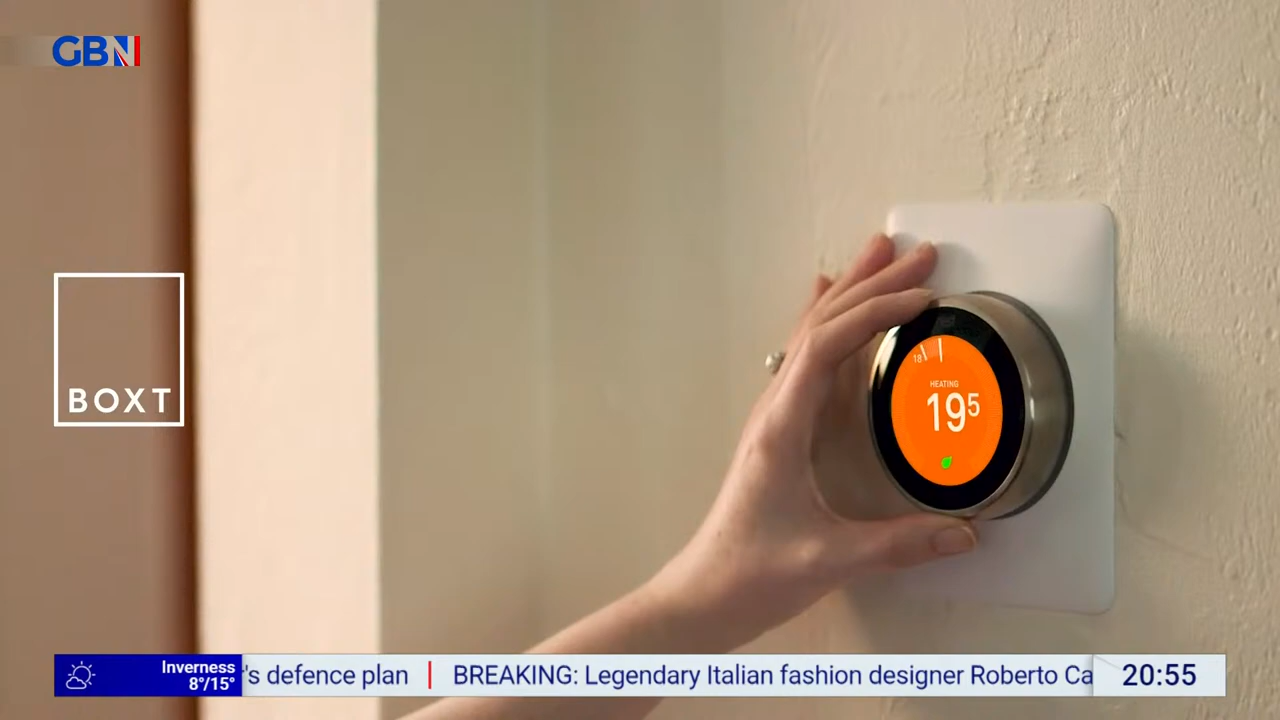 GBN
BOXT
18
HEATING
19⁵
Inverness
8°/15°
's defence plan | BREAKING: Legendary Italian fashion designer Roberto Ca
20:55